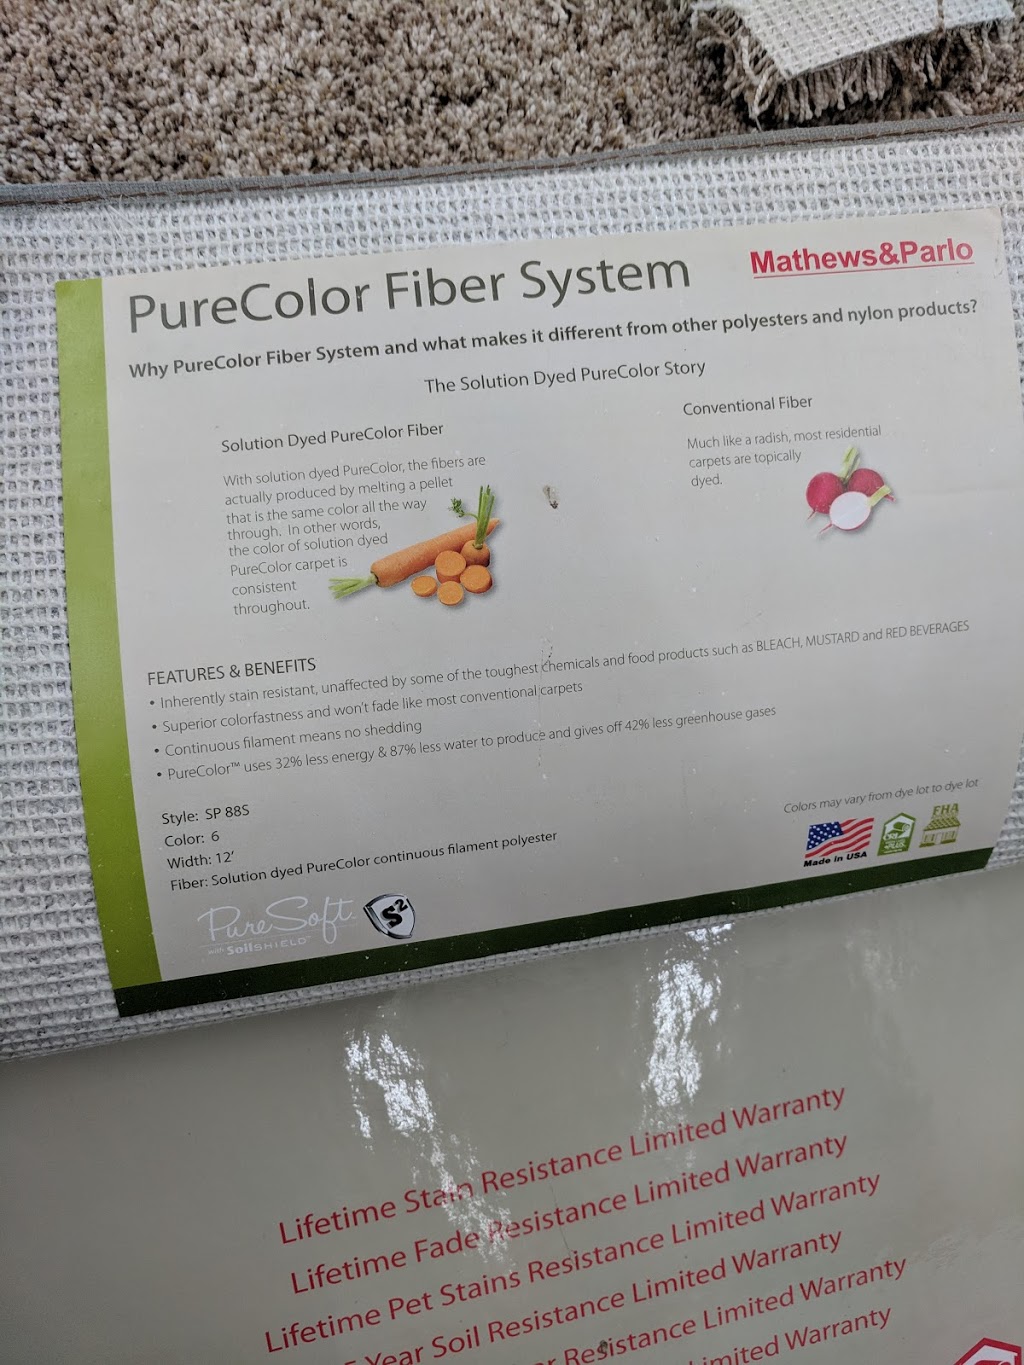 PureColor Fiber System
Mathews&Parlo
Why PureColor Fiber System and what makes it different from other polyesters and nylon products?
The Solution Dyed PureColor Story
Solution Dyed PureColor Fiber
With solution dyed PureColor, the fibers are
actually produced by melting a pellet
that is the same color all the way
through. In other words,
the color of solution dyed
PureColor carpet is
consistent
throughout.
Conventional Fiber
Much like a radish, most residential
carpets are topically
dyed.
FEATURES & BENEFITS
• Inherently stain resistant, unaffected by some of the toughest chemicals and food products such as BLEACH, MUSTARD and RED BEVERAGES
• Superior colorfastness and won't fade like most conventional carpets
• Continuous filament means no shedding
• PureColor™ uses 32% less energy & 87% less water to produce and gives off 42% less greenhouse gases
Style: SP 88S
Color: 6
Width: 12'
Fiber: Solution dyed PureColor continuous filament polyester
Colors may vary from dye lot to dye lot
Made in USA
FHA
PureSoft
with SoilSHIELD™
S2
Lifetime Stain Resistance Limited Warranty
Lifetime Fade Resistance Limited Warranty
Lifetime Pet Stains Resistance Limited Warranty
Year Soil Resistance Limited Warranty
Resistance Limited Warranty
Limited Warranty